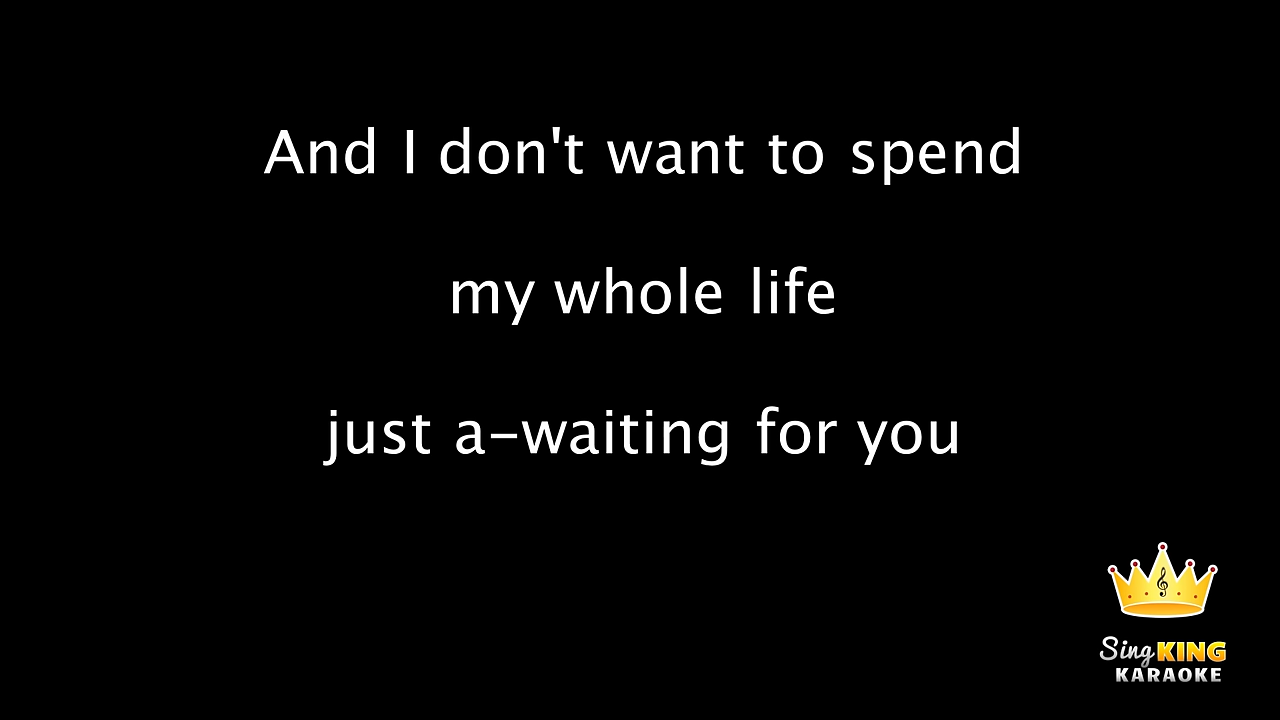 And I don't want to spend
my whole life
just a-waiting for you
Sing KING
KARAOKE